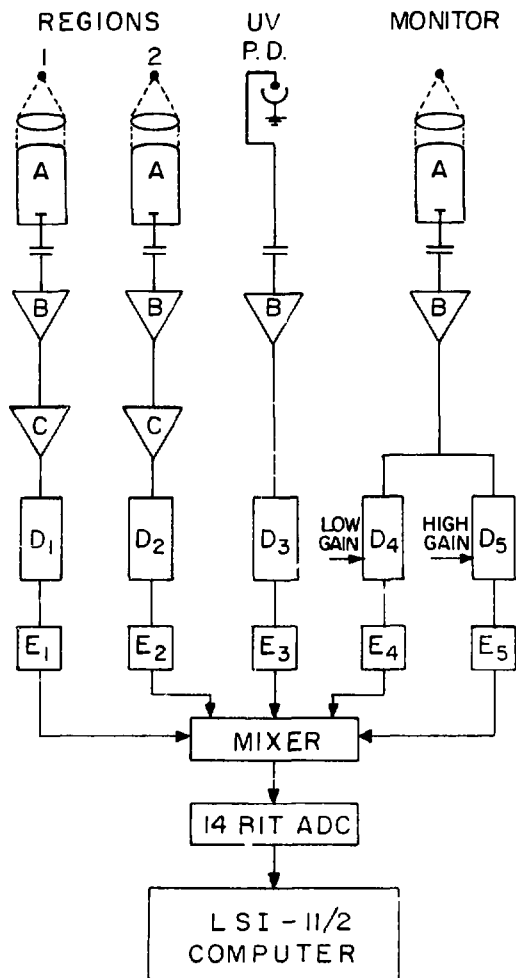 REGIONS
UV
P. D.
MONITOR
1
2
A
A
A
B
B
B
B
C
C
D1
D2
D3
LOW GAIN
D4
HIGH GAIN
D5
E1
E2
E3
E4
E5
MIXER
14 BIT ADC
LSI - 11/2
COMPUTER